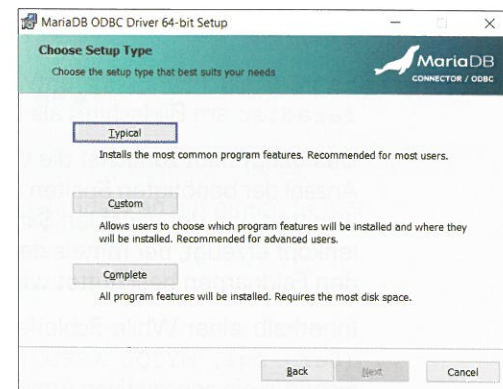 MariaDB ODBC Driver 64-bit Setup
Choose Setup Type
Choose the setup type that best suits your needs
MariaDB
CONNECTOR / ODBC
Typical
Installs the most common program features. Recommended for most users.
Custom
Allows users to choose which program features will be installed and where they
will be installed. Recommended for advanced users.
Complete
All program features will be installed. Requires the most disk space.
Back
Next
Cancel